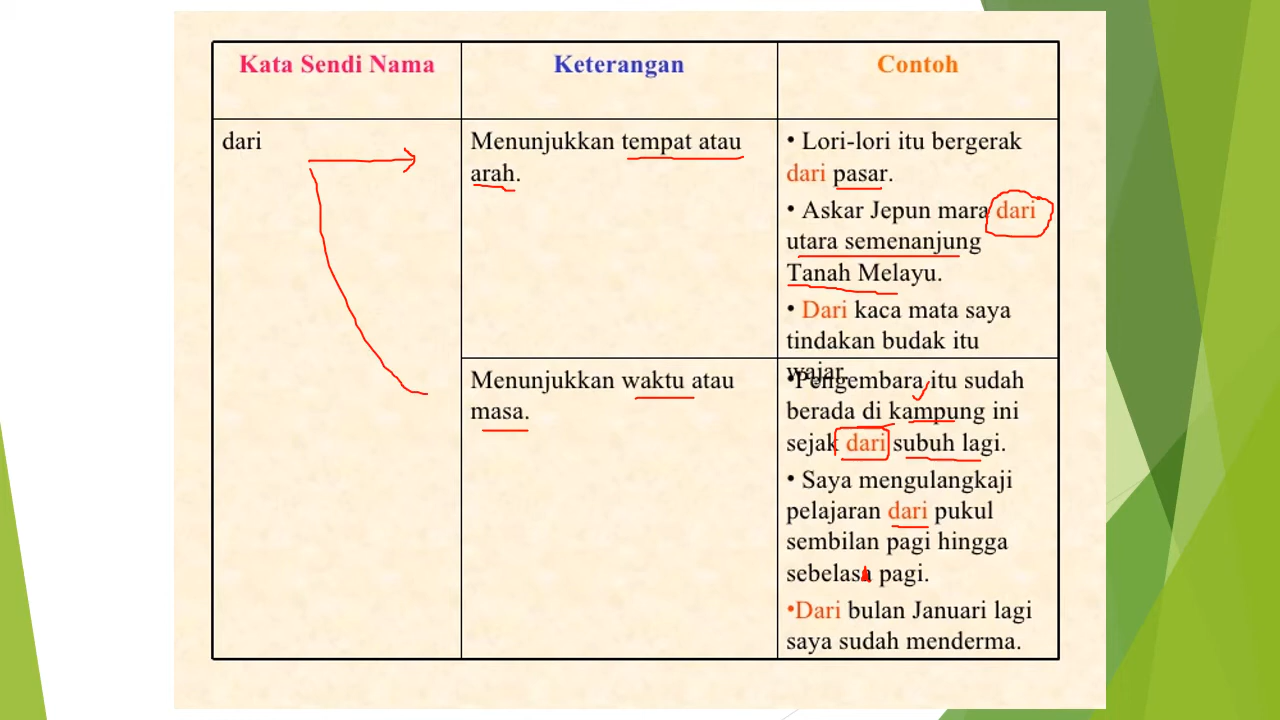 Kata Sendi Nama
Keterangan
Contoh
dari
Menunjukkan tempat atau
arah.
• Lori-lori itu bergerak
dari pasar.
• Askar Jepun mara dari
utara semenanjung
Tanah Melayu.
• Dari kaca mata saya
tindakan budak itu
wajar.
Menunjukkan waktu atau
masa.
•Pengembara itu sudah
berada di kampung ini
sejak dari subuh lagi.
• Saya mengulangkaji
pelajaran dari pukul
sembilan pagi hingga
sebelasa pagi.
•Dari bulan Januari lagi
saya sudah menderma.